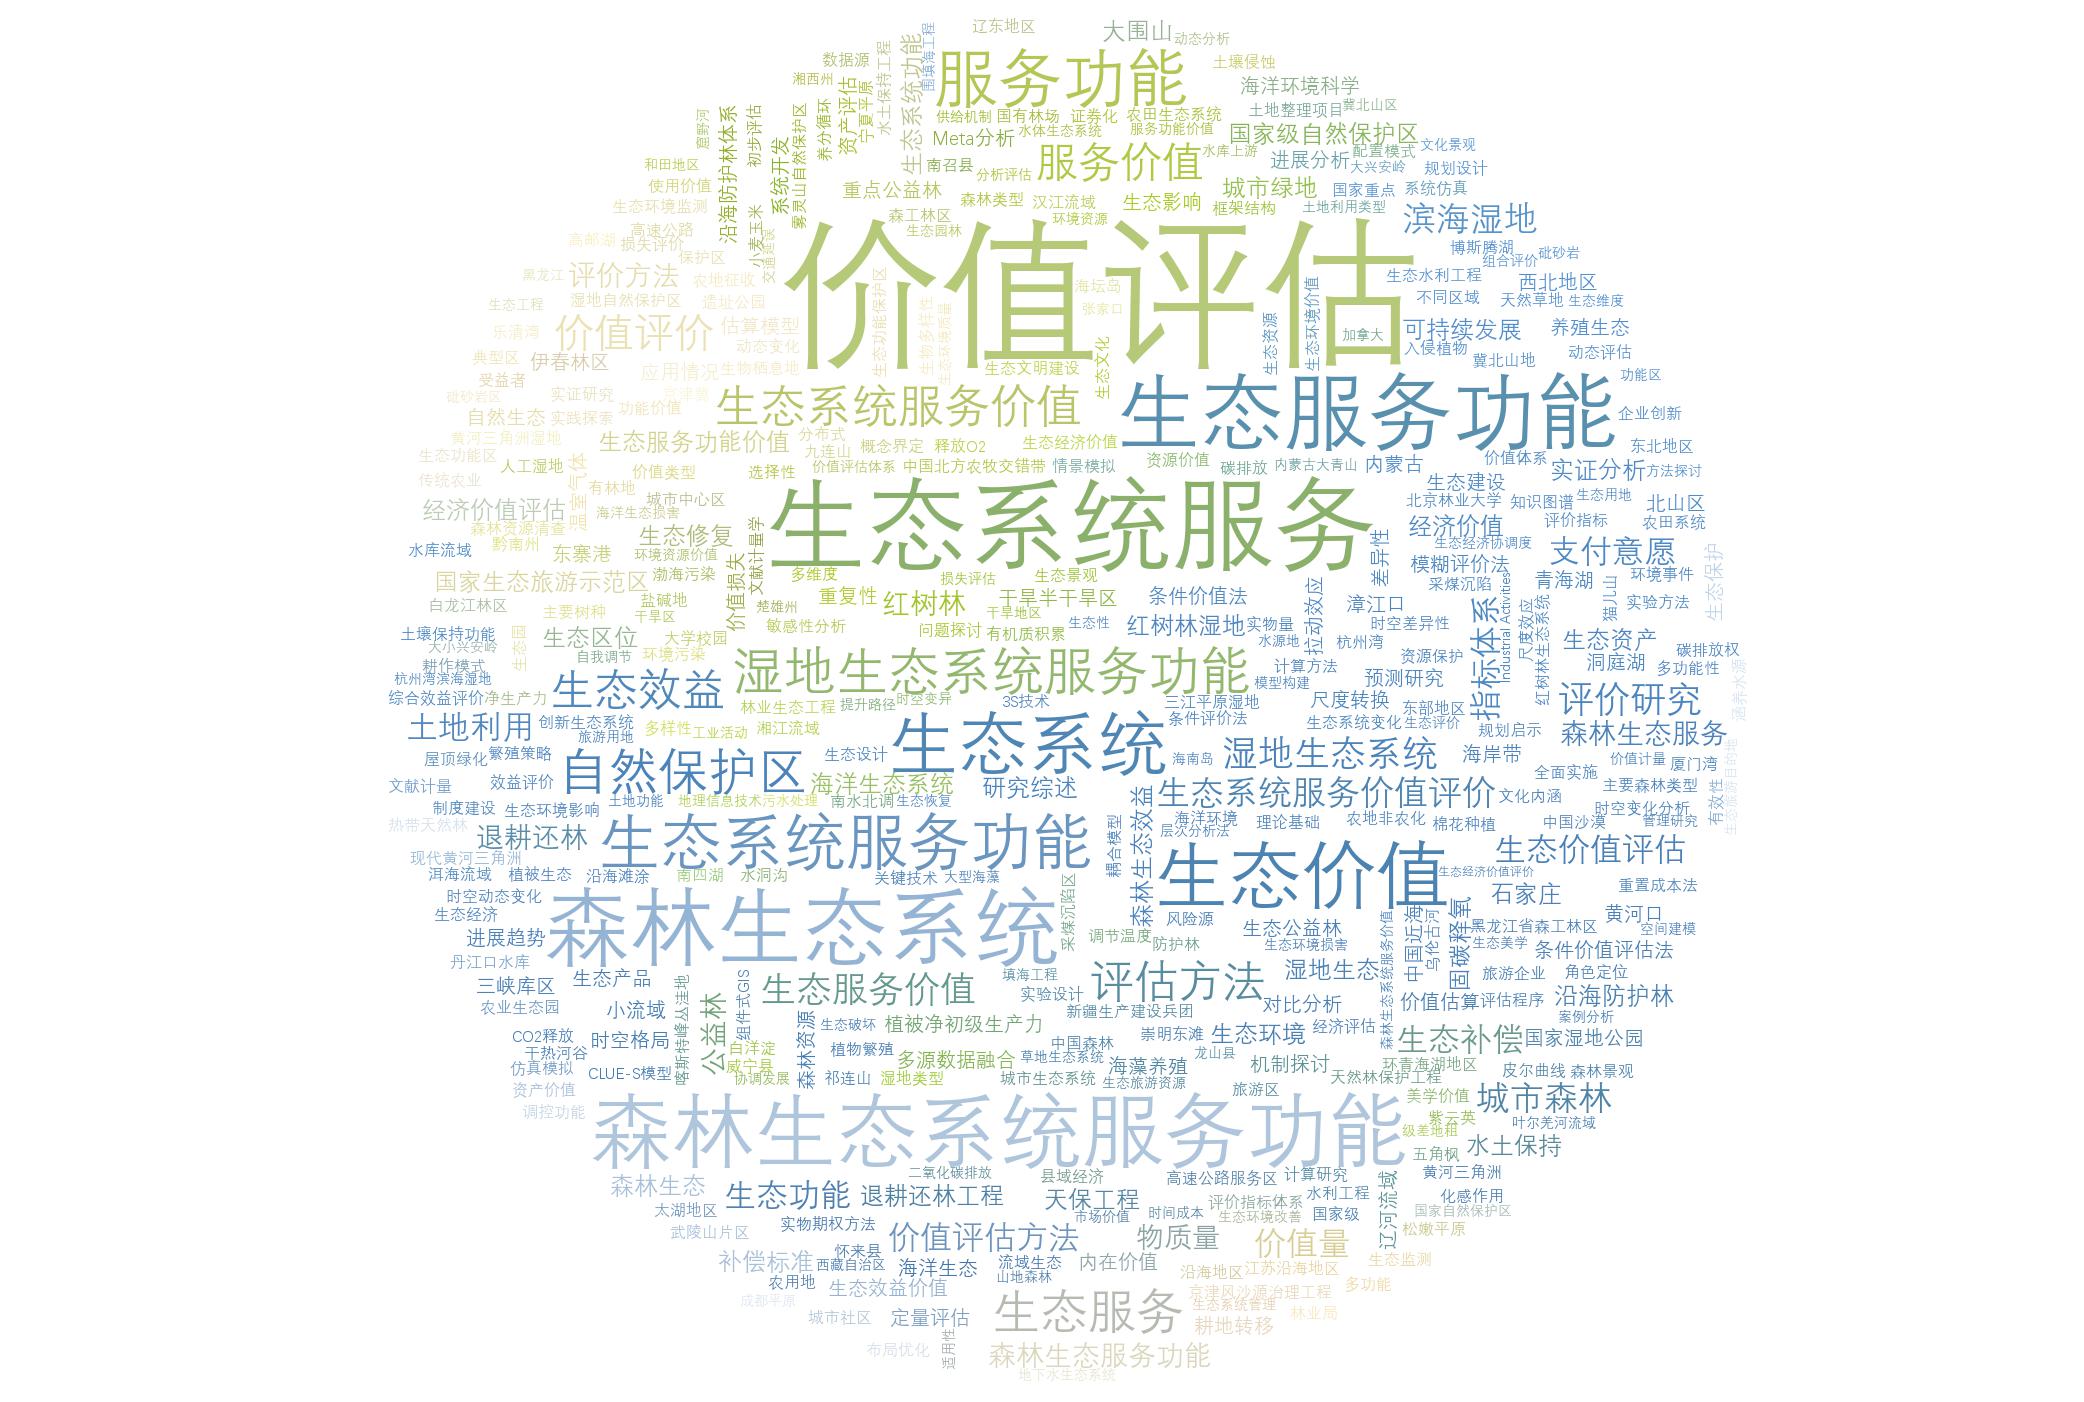 辽东地区
大围山
动态分析
数据源
水土保持工程
生态系统功能
围填海工程
服务功能
土壤侵蚀
湘西州
资产评估
宁夏平原
海洋环境科学
土地整理项目
冀北山区
窟野河
沿海防护林体系
初步评估
雾灵山自然保护区
养分循环
供给机制
国有林场
证券化
农田生态系统
Meta分析
水体生态系统
服务功能价值
国家级自然保护区
文化景观
系统开发
南召县
服务价值
水库上游
进展分析
配置模式
大兴安岭
规划设计
和田地区
分析评估
使用价值
重点公益林
森林类型
汉江流域
生态影响
城市绿地
国家重点
系统仿真
生态环境监测
小麦玉米
森工林区
环境资源
框架结构
土地利用类型
滨海湿地
高速公路
生态园林
价值评估
高邮湖
损失评价
交通延误
博斯腾湖
砒砂岩
保护区
组合评价
黑龙江
评价方法
农地征收
生态功能保护区
海坛岛
生态水利工程
西北地区
生态工程
湿地自然保护区
遗址公园
生物多样性
生态环境质量
张家口
生态资源
生态环境价值
不同区域
天然草地
生态维度
乐清湾
价值评价
估算模型
加拿大
可持续发展
养殖生态
典型区
伊春林区
动态变化
生态文化
入侵植物
动态评估
受益者
应用情况
生物栖息地
生态文明建设
冀北山地
功能区
砒砂岩区
实证研究
京津冀
生态系统服务价值
生态服务功能
自然生态
实践探索
功能价值
企业创新
黄河三角洲湿地
生态服务功能价值
分布式
九连山
概念界定
释放O2
生态经济价值
东北地区
生态功能区
人工湿地
温室气体
价值类型
选择性
价值评估体系
中国北方农牧交错带
情景模拟
资源价值
碳排放
内蒙古大青山
内蒙古
价值体系
实证分析
方法探讨
传统农业
有林地
城市中心区
生态系统服务
生态建设
北京林业大学
知识图谱
生态用地
北山区
经济价值评估
海洋生态损害
文献计量学
经济价值
评价指标
农田系统
森林资源清查
生态修复
差异性
生态经济协调度
黔南州
水库流域
东寨港
环境资源价值
价值损失
模糊评价法
支付意愿
生态保护
国家生态旅游示范区
渤海污染
多维度
损失评估
生态景观
采煤沉陷
青海湖
环境事件
白龙江林区
主要树种
盐碱地
干旱区
楚雄州
重复性
红树林
干旱半干旱区
干旱地区
条件价值法
拉动效应
漳江口
指标体系
Industrial Activities
尺度效应
红树林生态系统
猫儿山
实验方法
土壤保持功能
生态园
生态区位
大学校园
敏感性分析
问题探讨
有机质积累
生态性
红树林湿地
实物量
时空差异性
大小兴安岭
自我调节
环境污染
水源地
杭州湾
资源保护
生态资产
碳排放权
耕作模式
湿地生态系统服务功能
计算方法
洞庭湖
多功能性
涵养水源
杭州湾滨海湿地
模型构建
预测研究
综合效益评价
净生产力
生态效益
林业生态工程
提升路径
时空变异
3S技术
三江平原湿地
尺度转换
东部地区
评价研究
土地利用
创新生态系统
旅游用地
多样性
工业活动
湘江流域
生态系统
条件评价法
生态系统变化
生态评价
规划启示
森林生态服务
屋顶绿化
繁殖策略
生态设计
海南岛
湿地生态系统
海岸带
价值计量
厦门湾
生态旅游目的地
文献计量
效益评价
自然保护区
海洋生态系统
研究综述
生态系统服务价值评价
文化内涵
全面实施
主要森林类型
制度建设
生态环境影响
土地功能
地理信息技术
污水处理
南水北调
生态恢复
森林生态效益
海洋环境
理论基础
农地非农化
棉花种植
中国沙漠
时空变化分析
管理研究
有效性
热带天然林
退耕还林
生态系统服务功能
耦合模型
层次分析法
生态价值
生态价值评估
现代黄河三角洲
洱海流域
植被生态
沿海滩涂
南四湖
水洞沟
关键技术
大型海藻
生态经济价值评价
石家庄
重置成本法
时空动态变化
森林生态系统
采煤沉陷区
生态经济
风险源
生态公益林
森林生态系统服务价值
中国近海
乌伦古河
固碳释氧
黑龙江省森工林区
黄河口
空间建模
进展趋势
调节温度
防护林
生态环境损害
生态美学
条件价值评估法
丹江口水库
三峡库区
生态产品
喀斯特峰丛洼地
组件式GIS
生态服务价值
填海工程
评估方法
湿地生态
旅游企业
角色定位
农业生态园
小流域
公益林
实验设计
对比分析
价值估算
评估程序
沿海防护林
新疆生产建设兵团
案例分析
CO2释放
时空格局
森林资源
生态破坏
植被净初级生产力
崇明东滩
生态环境
经济评估
生态补偿
国家湿地公园
干热河谷
白洋淀
植物繁殖
多源数据融合
中国森林
草地生态系统
海藻养殖
龙山县
机制探讨
环青海湖地区
仿真模拟
CLUE-S模型
威宁县
协调发展
祁连山
湿地类型
城市生态系统
生态旅游资源
旅游区
天然林保护工程
皮尔曲线
森林景观
资产价值
美学价值
城市森林
调控功能
森林生态系统服务功能
紫云英
级差地租
叶尔羌河流域
水土保持
五角枫
二氧化碳排放
县域经济
高速公路服务区
计算研究
黄河三角洲
森林生态
生态功能
退耕还林工程
天保工程
水利工程
辽河流域
化感作用
太湖地区
评价指标体系
国家级
国家自然保护区
武陵山片区
实物期权方法
市场价值
时间成本
生态环境改善
松嫩平原
价值评估方法
物质量
价值量
补偿标准
怀来县
西藏自治区
海洋生态
流域生态
内在价值
沿海地区
江苏沿海地区
生态监测
农用地
生态效益价值
山地森林
京津风沙源治理工程
多功能
成都平原
生态系统管理
林业局
城市社区
定量评估
生态服务
耕地转移
布局优化
适用性
森林生态服务功能
地下水生态系统